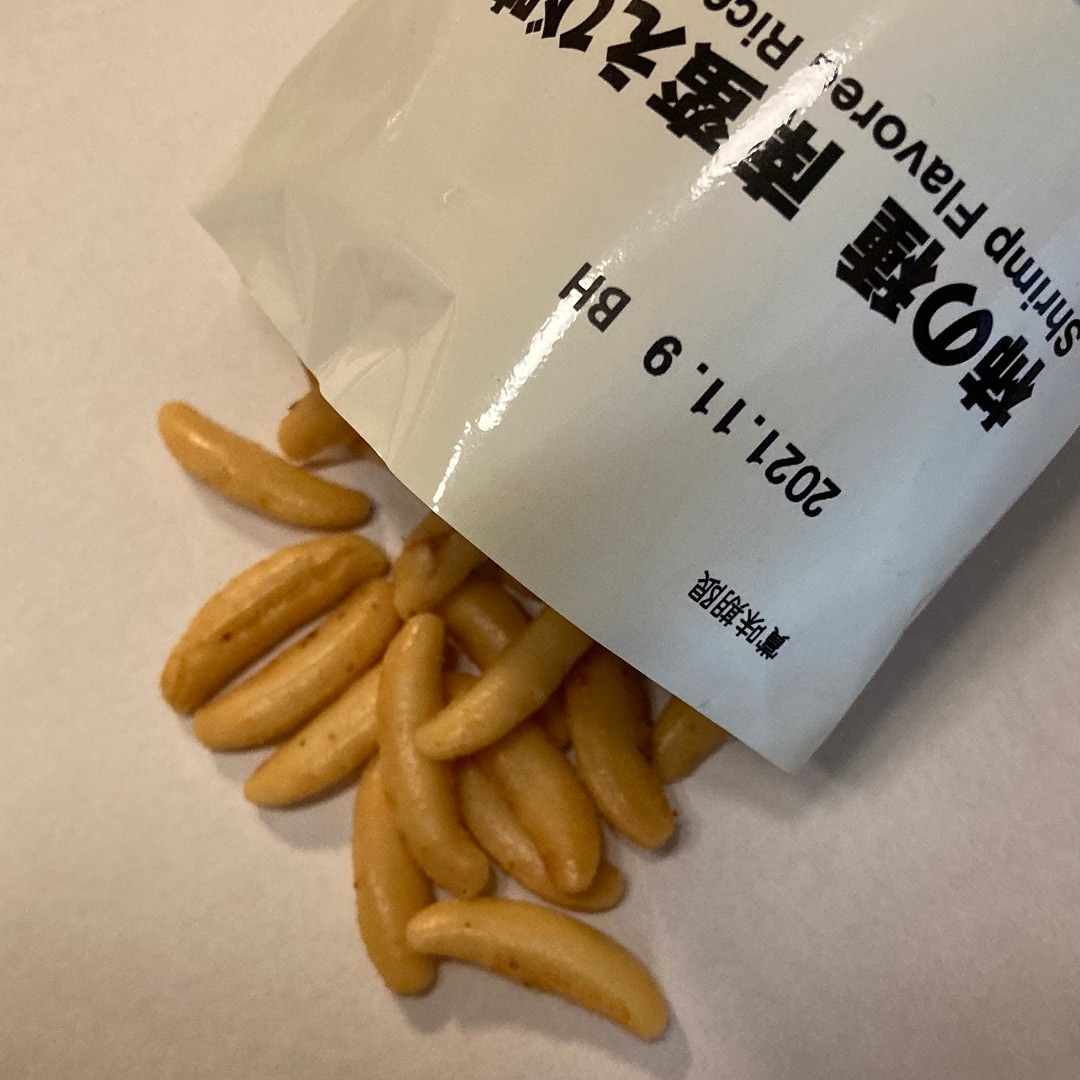 賞味期限
2021.11. 9 BH
柿の種 南蛮えび味
Shrimp Flavored Rice